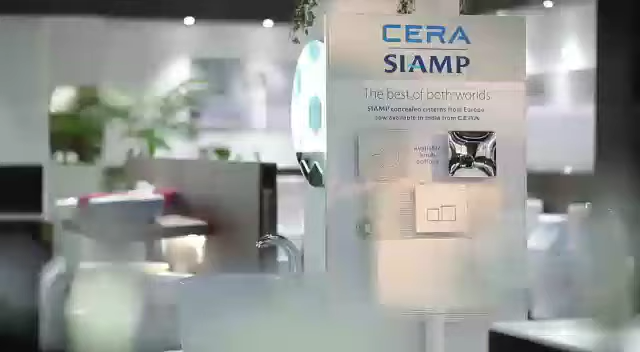 CERA
SIAMP
The best of both worlds
SIAMP concealed cisterns from Europe
now available in India from CERA